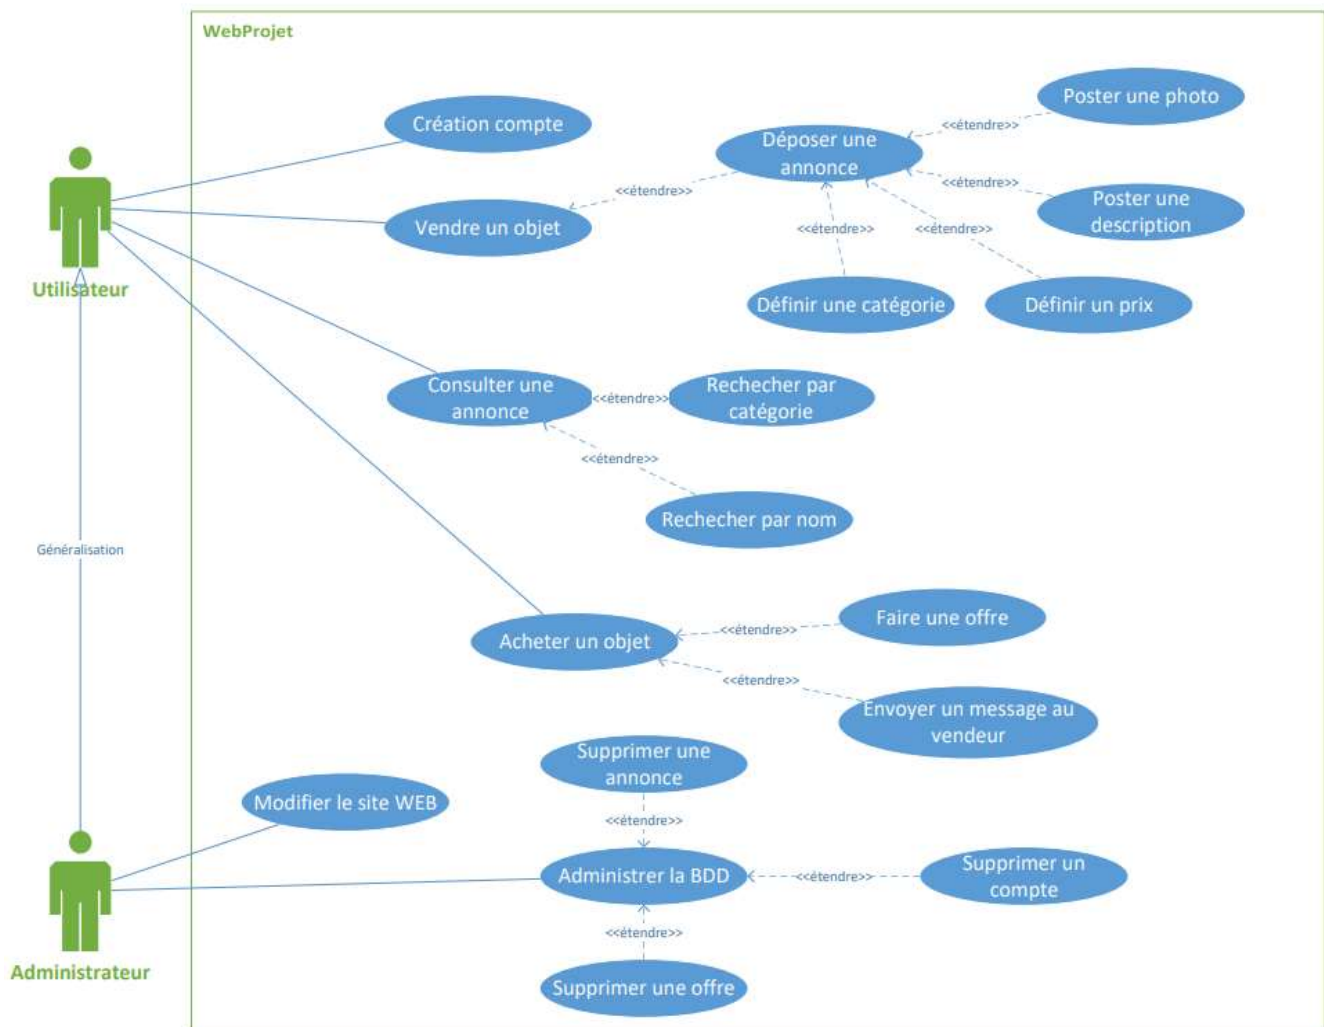 WebProjet
Poster une photo
Création compte
<<étendre>>
Déposer une
annonce
<<étendre>>
<<étendre>>
Poster une
description
Vendre un objet
<<étendre>>
<<étendre>>
Utilisateur
Définir une catégorie
Définir un prix
Consulter une
annonce
<<étendre>>
Rechecher par
catégorie
<<étendre>>
Rechecher par nom
Généralisation
Faire une offre
Acheter un objet
<<étendre>>
<<étendre>>
Envoyer un message au
vendeur
Supprimer une
annonce
Modifier le site WEB
<<étendre>>
Administrer la BDD
<<étendre>>
Supprimer un
compte
<<étendre>>
Administrateur
Supprimer une offre